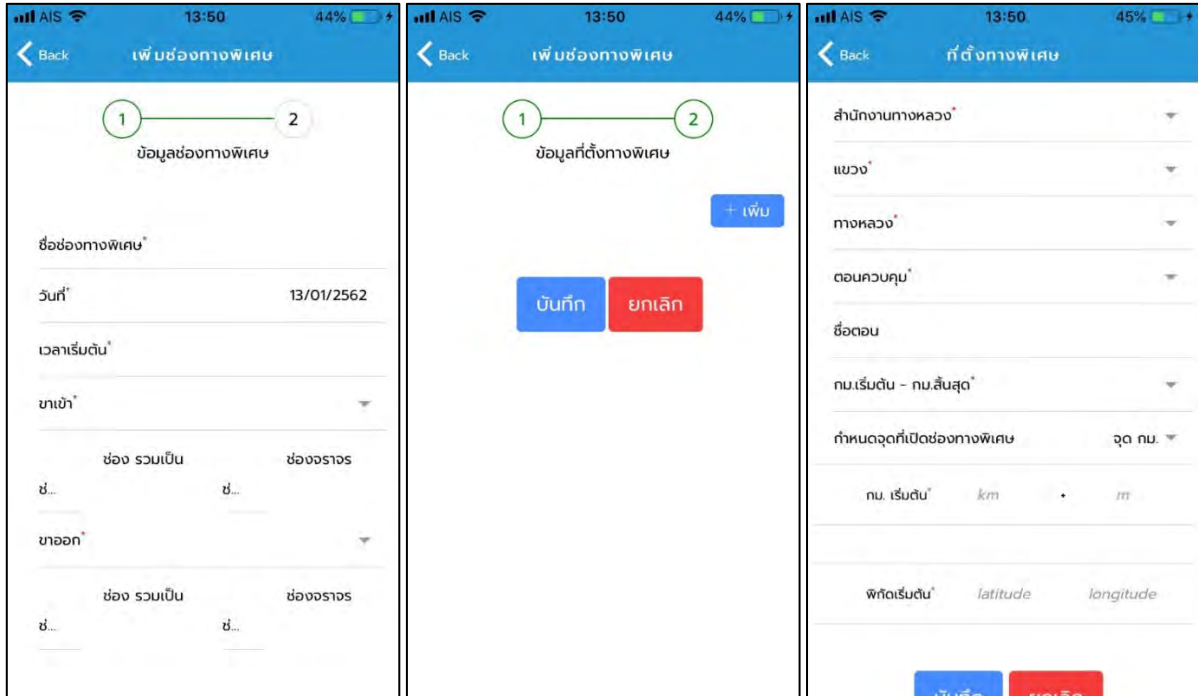 AIS 13:50 44%
Back เพิ่มช่องทางพิเศษ
1 2
ข้อมูลช่องทางพิเศษ
ชื่อช่องทางพิเศษ*
วันที่* 13/01/2562
เวลาเริ่มต้น*
ขาเข้า*
ช่อง รวมเป็น ช่องจราจร
ช่... ช่...
ขาออก*
ช่อง รวมเป็น ช่องจราจร
ช่... ช่...
AIS 13:50 44%
Back เพิ่มช่องทางพิเศษ
1 2
ข้อมูลที่ตั้งทางพิเศษ
+ เพิ่ม
บันทึก ยกเลิก
AIS 13:50 45%
Back ที่ตั้งทางพิเศษ
สำนักงานทางหลวง*
แขวง*
ทางหลวง*
ตอนควบคุม*
ชื่อตอน
กม.เริ่มต้น - กม.สิ้นสุด*
กำหนดจุดที่เปิดช่องทางพิเศษ จุด กม.
กม. เริ่มต้น* km + m
พิกัดเริ่มต้น* latitude longitude
บันทึก ยกเลิก